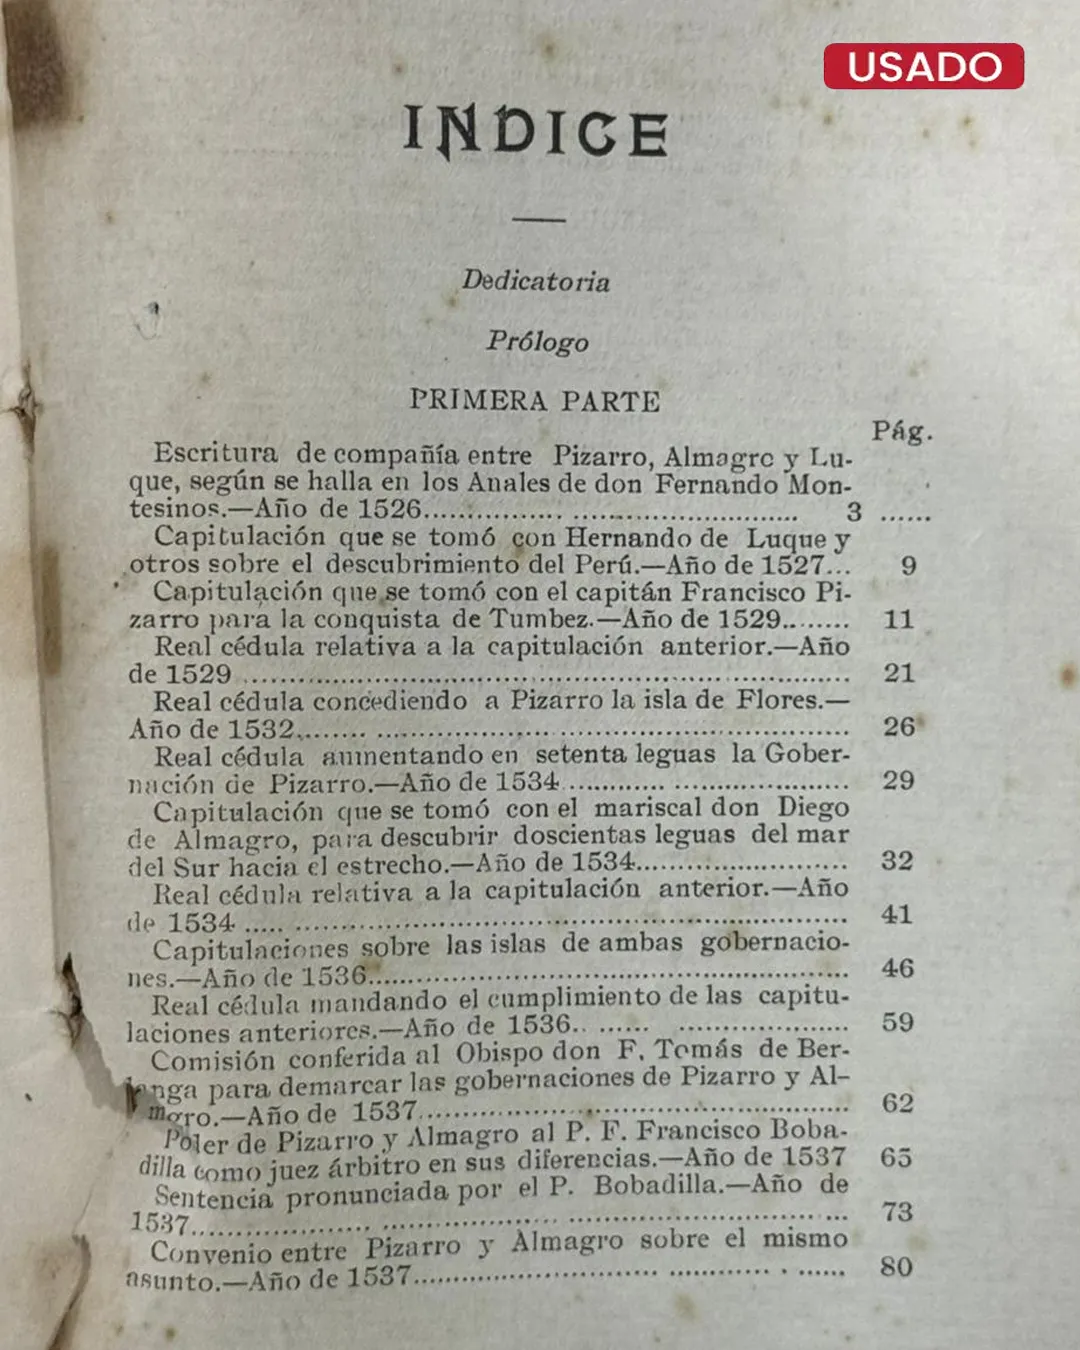 USADO
INDICE
Dedicatoria
Prólogo
PRIMERA PARTE
Pág.
Escritura de compañía entre Pizarro, Almagro y Lu-
que, según se halla en los Anales de don Fernando Mon-
tesinos.—Año de 1526........................................ 3 ......
Capitulación que se tomó con Hernando de Luque y
otros sobre el descubrimiento del Perú.—Año de 1527... 9
Capitulación que se tomó con el capitán Francisco Pi-
zarro para la conquista de Tumbez.—Año de 1529......... 11
Real cédula relativa a la capitulación anterior.—Año
de 1529 ............................................................ 21
Real cédula concediendo a Pizarro la isla de Flores.—
Año de 1532........ .................................................. 26
Real cédula aumentando en setenta leguas la Gober-
nación de Pizarro.—Año de 1534 .............................. 29
Capitulación que se tomó con el mariscal don Diego
de Almagro, para descubrir doscientas leguas del mar
del Sur hacia el estrecho.—Año de 1534...................... 32
Real cédula relativa a la capitulación anterior.—Año
de 1534 ..... ...................................................... 41
Capitulaciones sobre las islas de ambas gobernacio-
nes.—Año de 1536.................................................. 46
Real cédula mandando el cumplimiento de las capitu-
laciones anteriores.—Año de 1536.. ...... .................... 59
Comisión conferida al Obispo don F. Tomás de Ber-
langa para demarcar las gobernaciones de Pizarro y Al-
magro.—Año de 1537............................................. 62
Poder de Pizarro y Almagro al P. F. Francisco Boba-
dilla como juez árbitro en sus diferencias.—Año de 1537 65
Sentencia pronunciada por el P. Bobadilla.—Año de
1537................................................................ 73
Convenio entre Pizarro y Almagro sobre el mismo
asunto.—Año de 1537............................. ............ . ...... 80